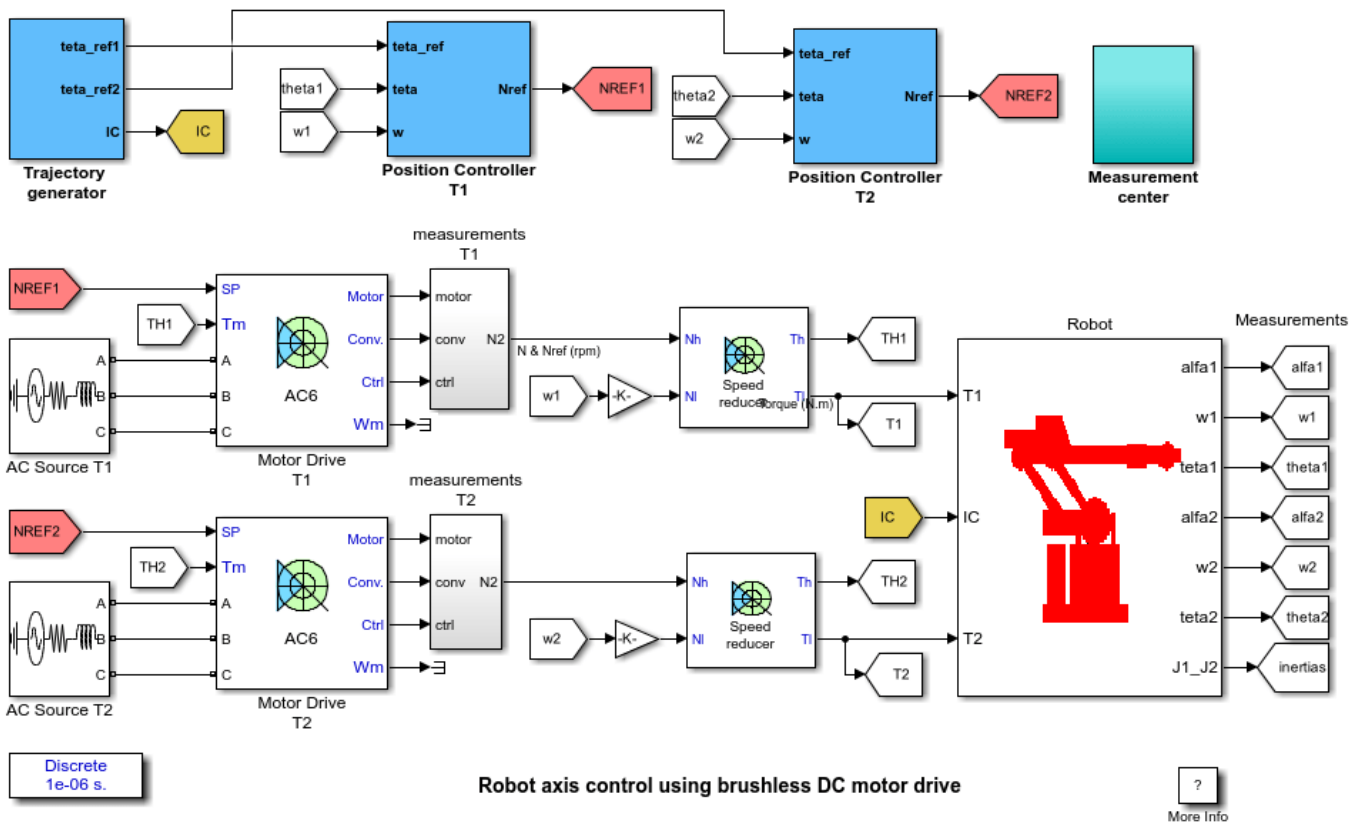 teta_ref1
teta_ref2
IC
IC
Trajectory
generator
teta_ref
teta
w
Nref
theta1
w1
NREF1
Position Controller
T1
teta_ref
teta
w
Nref
theta2
w2
NREF2
Position Controller
T2
Measurement
center
NREF1
TH1
A
B
C
AC Source T1
SP
Tm
A
B
C
AC6
Motor
Conv.
Ctrl
Wm
Motor Drive
T1
measurements
T1
motor
conv
ctrl
N2
N & Nref (rpm)
w1
-K-
Nh
Nl
Th
Tl
Speed
reducer
Torque (N.m)
TH1
T1
NREF2
TH2
A
B
C
AC Source T2
SP
Tm
A
B
C
AC6
Motor
Conv.
Ctrl
Wm
Motor Drive
T2
measurements
T2
motor
conv
ctrl
N2
w2
-K-
Nh
Nl
Th
Tl
Speed
reducer
TH2
T2
IC
Robot
T1
IC
T2
alfa1
w1
teta1
alfa2
w2
teta2
J1_J2
Measurements
alfa1
w1
theta1
alfa2
w2
theta2
inertias
Discrete
1e-06 s.
Robot axis control using brushless DC motor drive
?
More Info